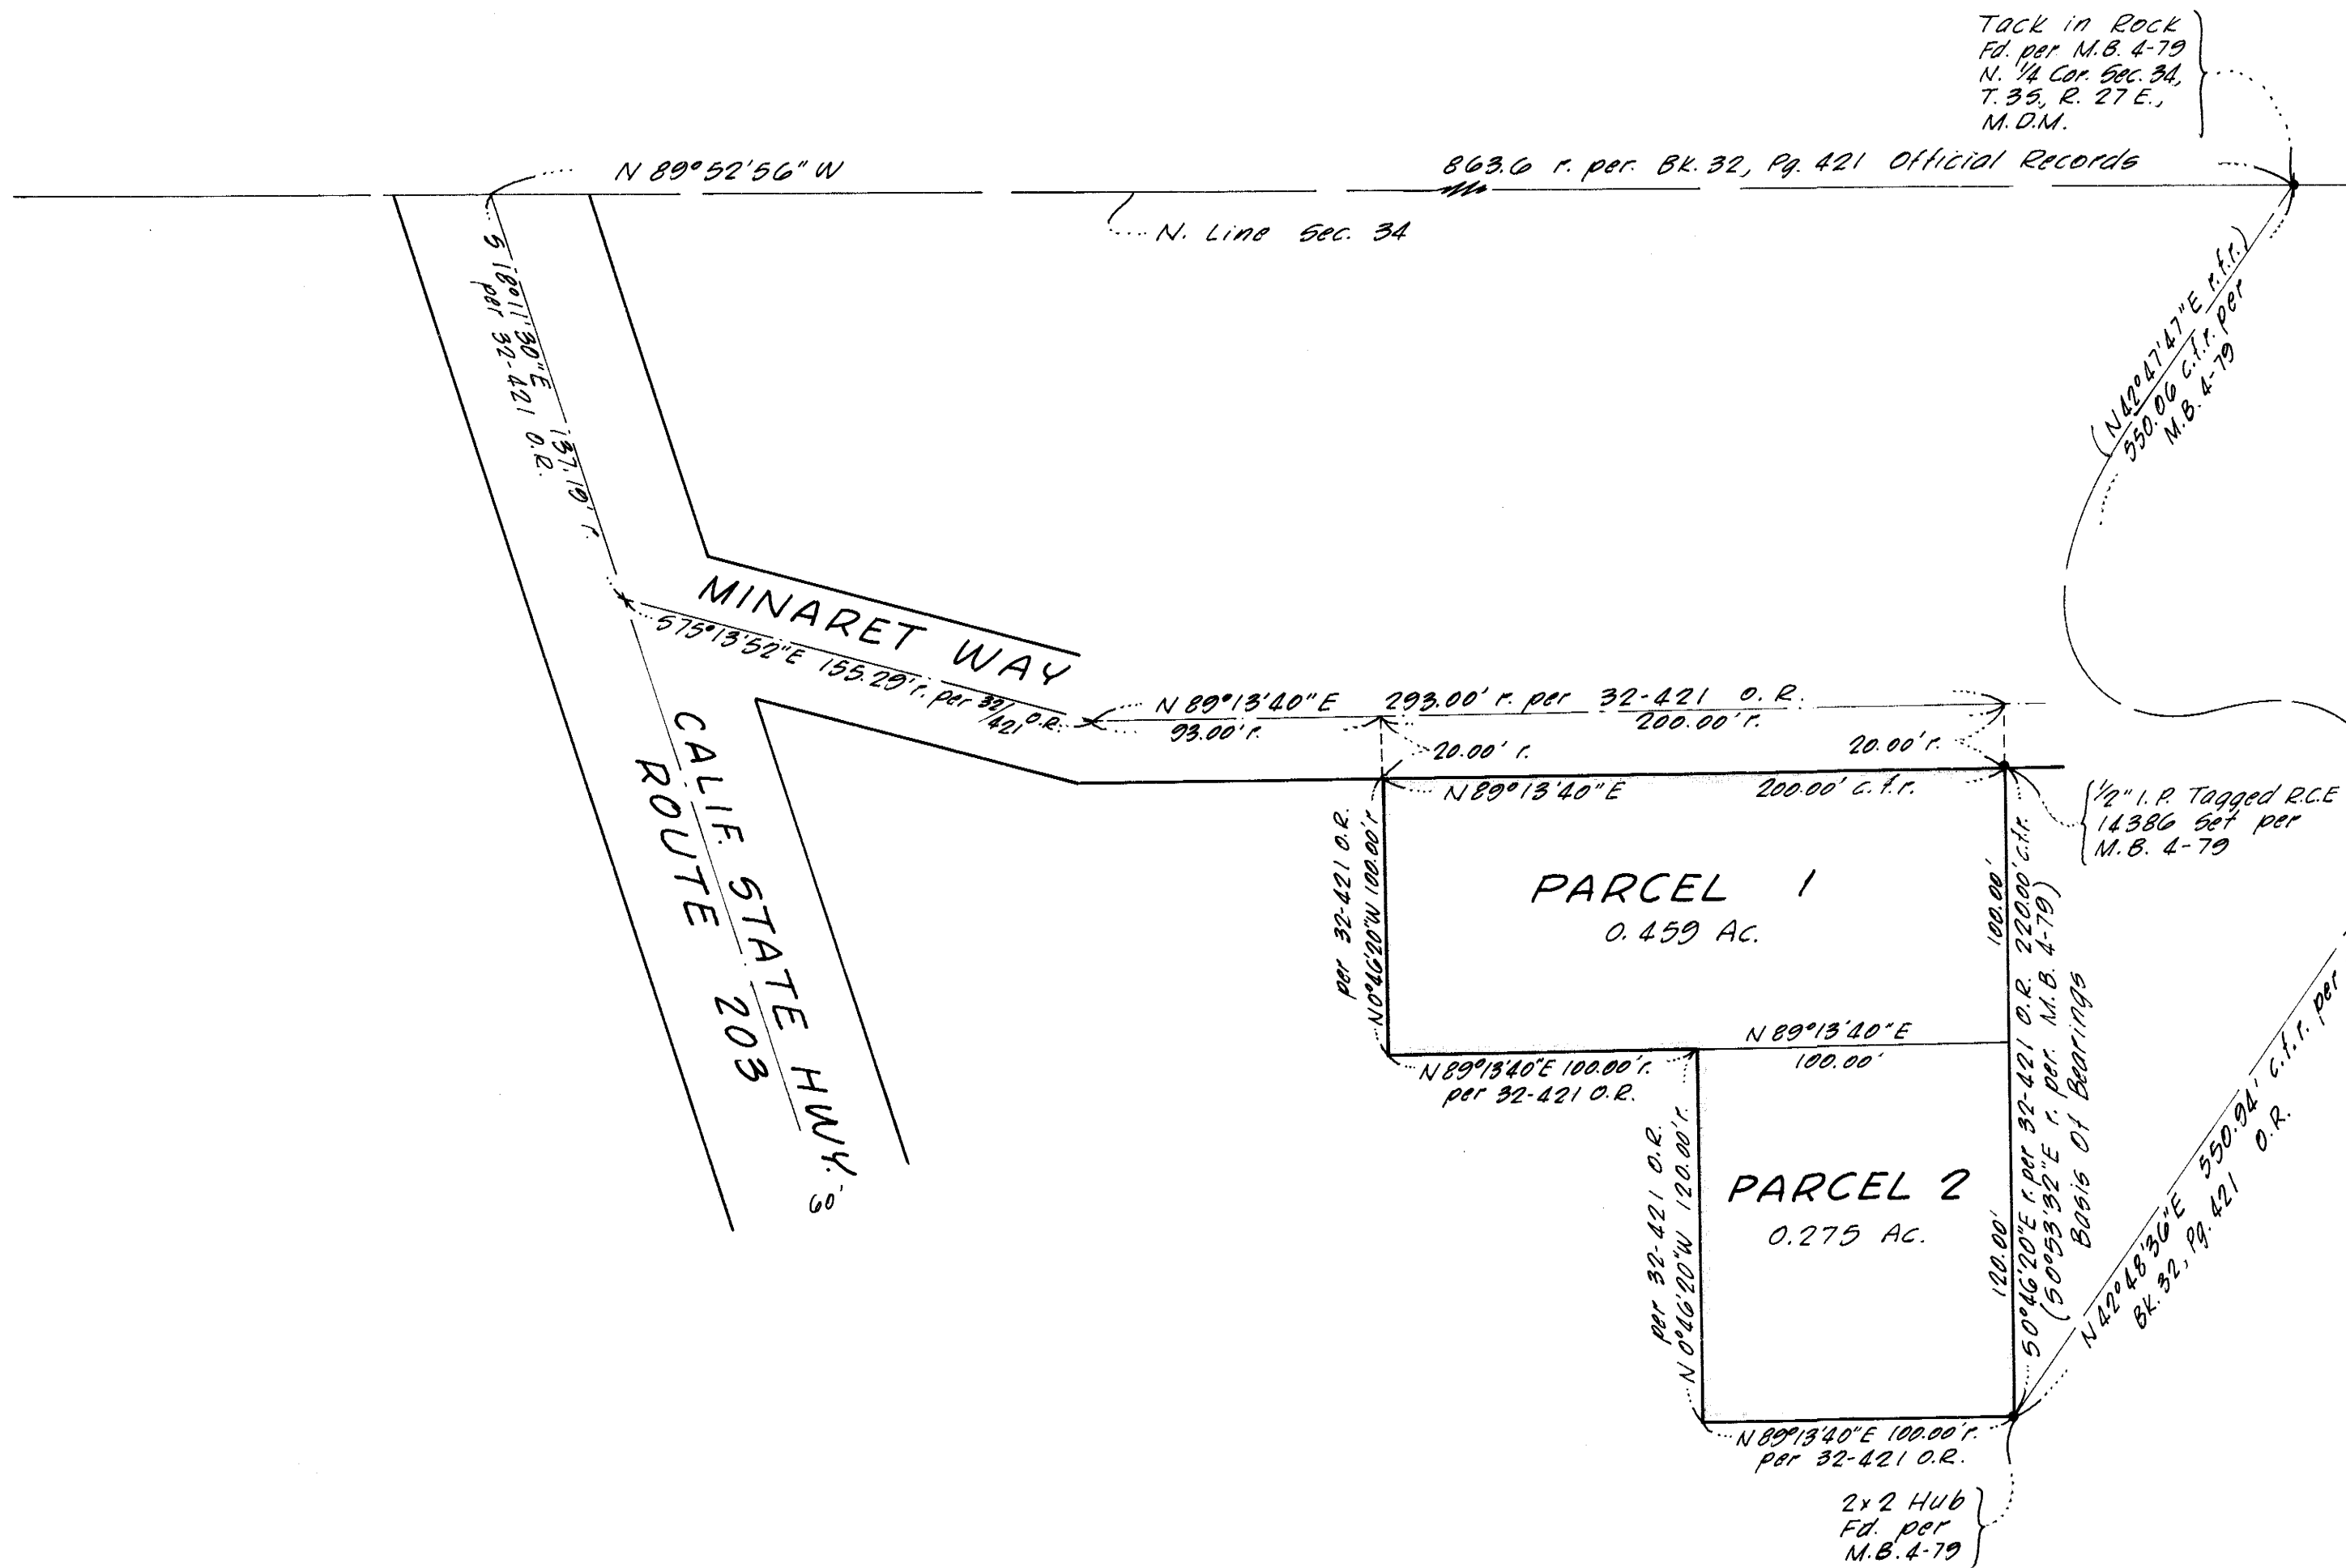 Tack in Rock
Fd. per M.B. 4-79
N. 1/4 Cor. Sec. 34,
T. 3S., R. 27 E.,
M.D.M.
N 89°52'56" W
863.6 r. per. Bk. 32, Pg. 421 Official Records
N. Line Sec. 34
S 18°11'30"E 137.19' r.
per 32-421 O.R.
(N42°47'47"E r.f.r.)
550.06 c.f.r. per
M.B. 4-79
MINARET WAY
S75°13'52"E 155.29' r. per 32/421 O.R.
N 89°13'40"E 293.00' r. per 32-421 O.R.
93.00' r.
200.00' r.
20.00' r.
20.00' r.
N 89°13'40"E 200.00' c.f.r.
1/2" I.P. Tagged R.C.E
14386 Set per
M.B. 4-79
CALIF. STATE HWY.
ROUTE 203
60'
per 32-421 O.R.
N0°46'20"W 100.00' r.
PARCEL 1
0.459 Ac.
100.00'
S0°46'20"E r. per 32-421 O.R. 220.00' c.f.r.
(S0°53'32"E r. per. M.B. 4-79)
Basis Of Bearings
N 89°13'40"E
100.00'
N89°13'40"E 100.00' r.
per 32-421 O.R.
per 32-421 O.R.
N 0°46'20"W 120.00' r.
PARCEL 2
0.275 Ac.
120.00'
N42°48'36"E 550.94' c.f.r. per
Bk. 32, Pg. 421 O.R.
N 89°13'40"E 100.00' r.
per 32-421 O.R.
2x2 Hub
Fd. per
M.B. 4-79